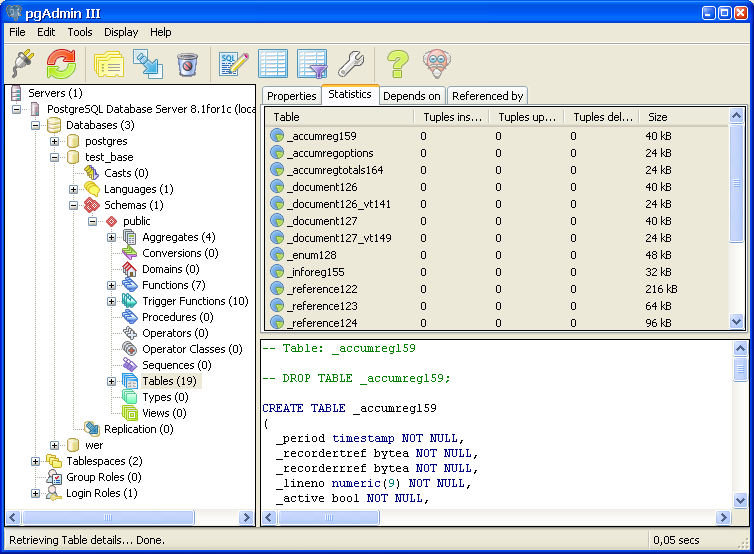 pgAdmin III
File Edit Tools Display Help
SQL
Servers (1)
PostgreSQL Database Server 8.1for1c (loca
Databases (3)
postgres
test_base
Casts (0)
Languages (1)
Schemas (1)
public
Aggregates (4)
Conversions (0)
Domains (0)
Functions (7)
Trigger Functions (10)
Procedures (0)
Operators (0)
Operator Classes (0)
Sequences (0)
Tables (19)
Types (0)
Views (0)
Replication (0)
wer
Tablespaces (2)
Group Roles (0)
Login Roles (1)
Properties Statistics Depends on Referenced by
Table Tuples ins... Tuples up... Tuples del... Size
_accumreg159 0 0 0 40 kB
_accumregoptions 0 0 0 24 kB
_accumregtotals164 0 0 0 24 kB
_document126 0 0 0 40 kB
_document126_vt141 0 0 0 24 kB
_document127 0 0 0 40 kB
_document127_vt149 0 0 0 24 kB
_enum128 0 0 0 48 kB
_inforeg155 0 0 0 32 kB
_reference122 0 0 0 216 kB
_reference123 0 0 0 64 kB
_reference124 0 0 0 96 kB
-- Table: _accumreg159
-- DROP TABLE _accumreg159;
CREATE TABLE _accumreg159
(
_period timestamp NOT NULL,
_recordertref bytea NOT NULL,
_recorderrref bytea NOT NULL,
_lineno numeric(9) NOT NULL,
_active bool NOT NULL,
Retrieving Table details... Done.
0,05 secs